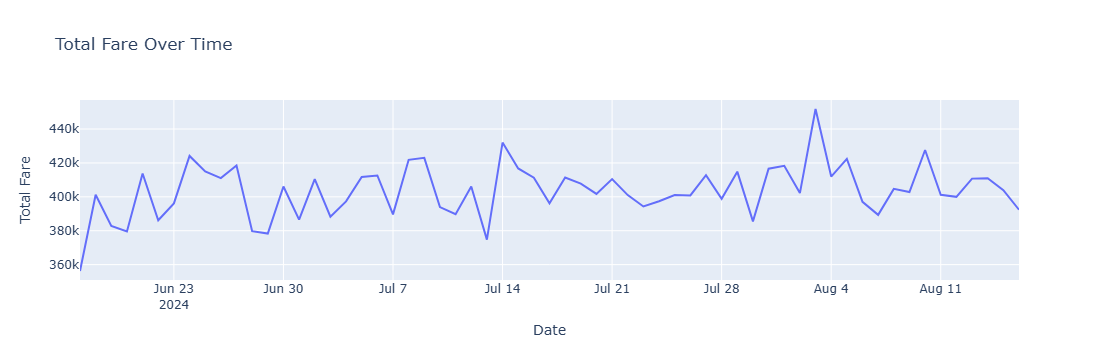 Total Fare Over Time
440k
420k
400k
380k
360k
Total Fare
Jun 23
2024
Jun 30
Jul 7
Jul 14
Jul 21
Jul 28
Aug 4
Aug 11
Date